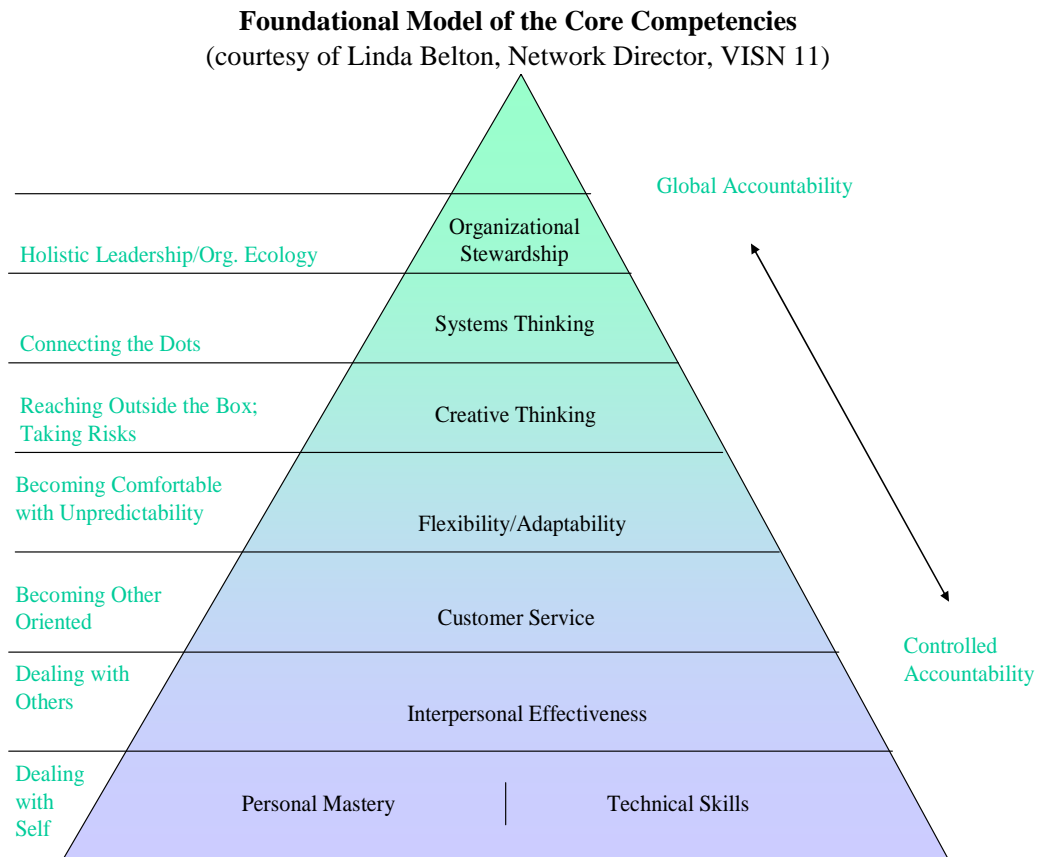 Foundational Model of the Core Competencies
(courtesy of Linda Belton, Network Director, VISN 11)
Global Accountability
Organizational
Stewardship
Holistic Leadership/Org. Ecology
Systems Thinking
Connecting the Dots
Reaching Outside the Box;
Taking Risks
Creative Thinking
Becoming Comfortable
with Unpredictability
Flexibility/Adaptability
Becoming Other
Oriented
Customer Service
Controlled
Accountability
Dealing with
Others
Interpersonal Effectiveness
Dealing
with
Self
Personal Mastery
Technical Skills